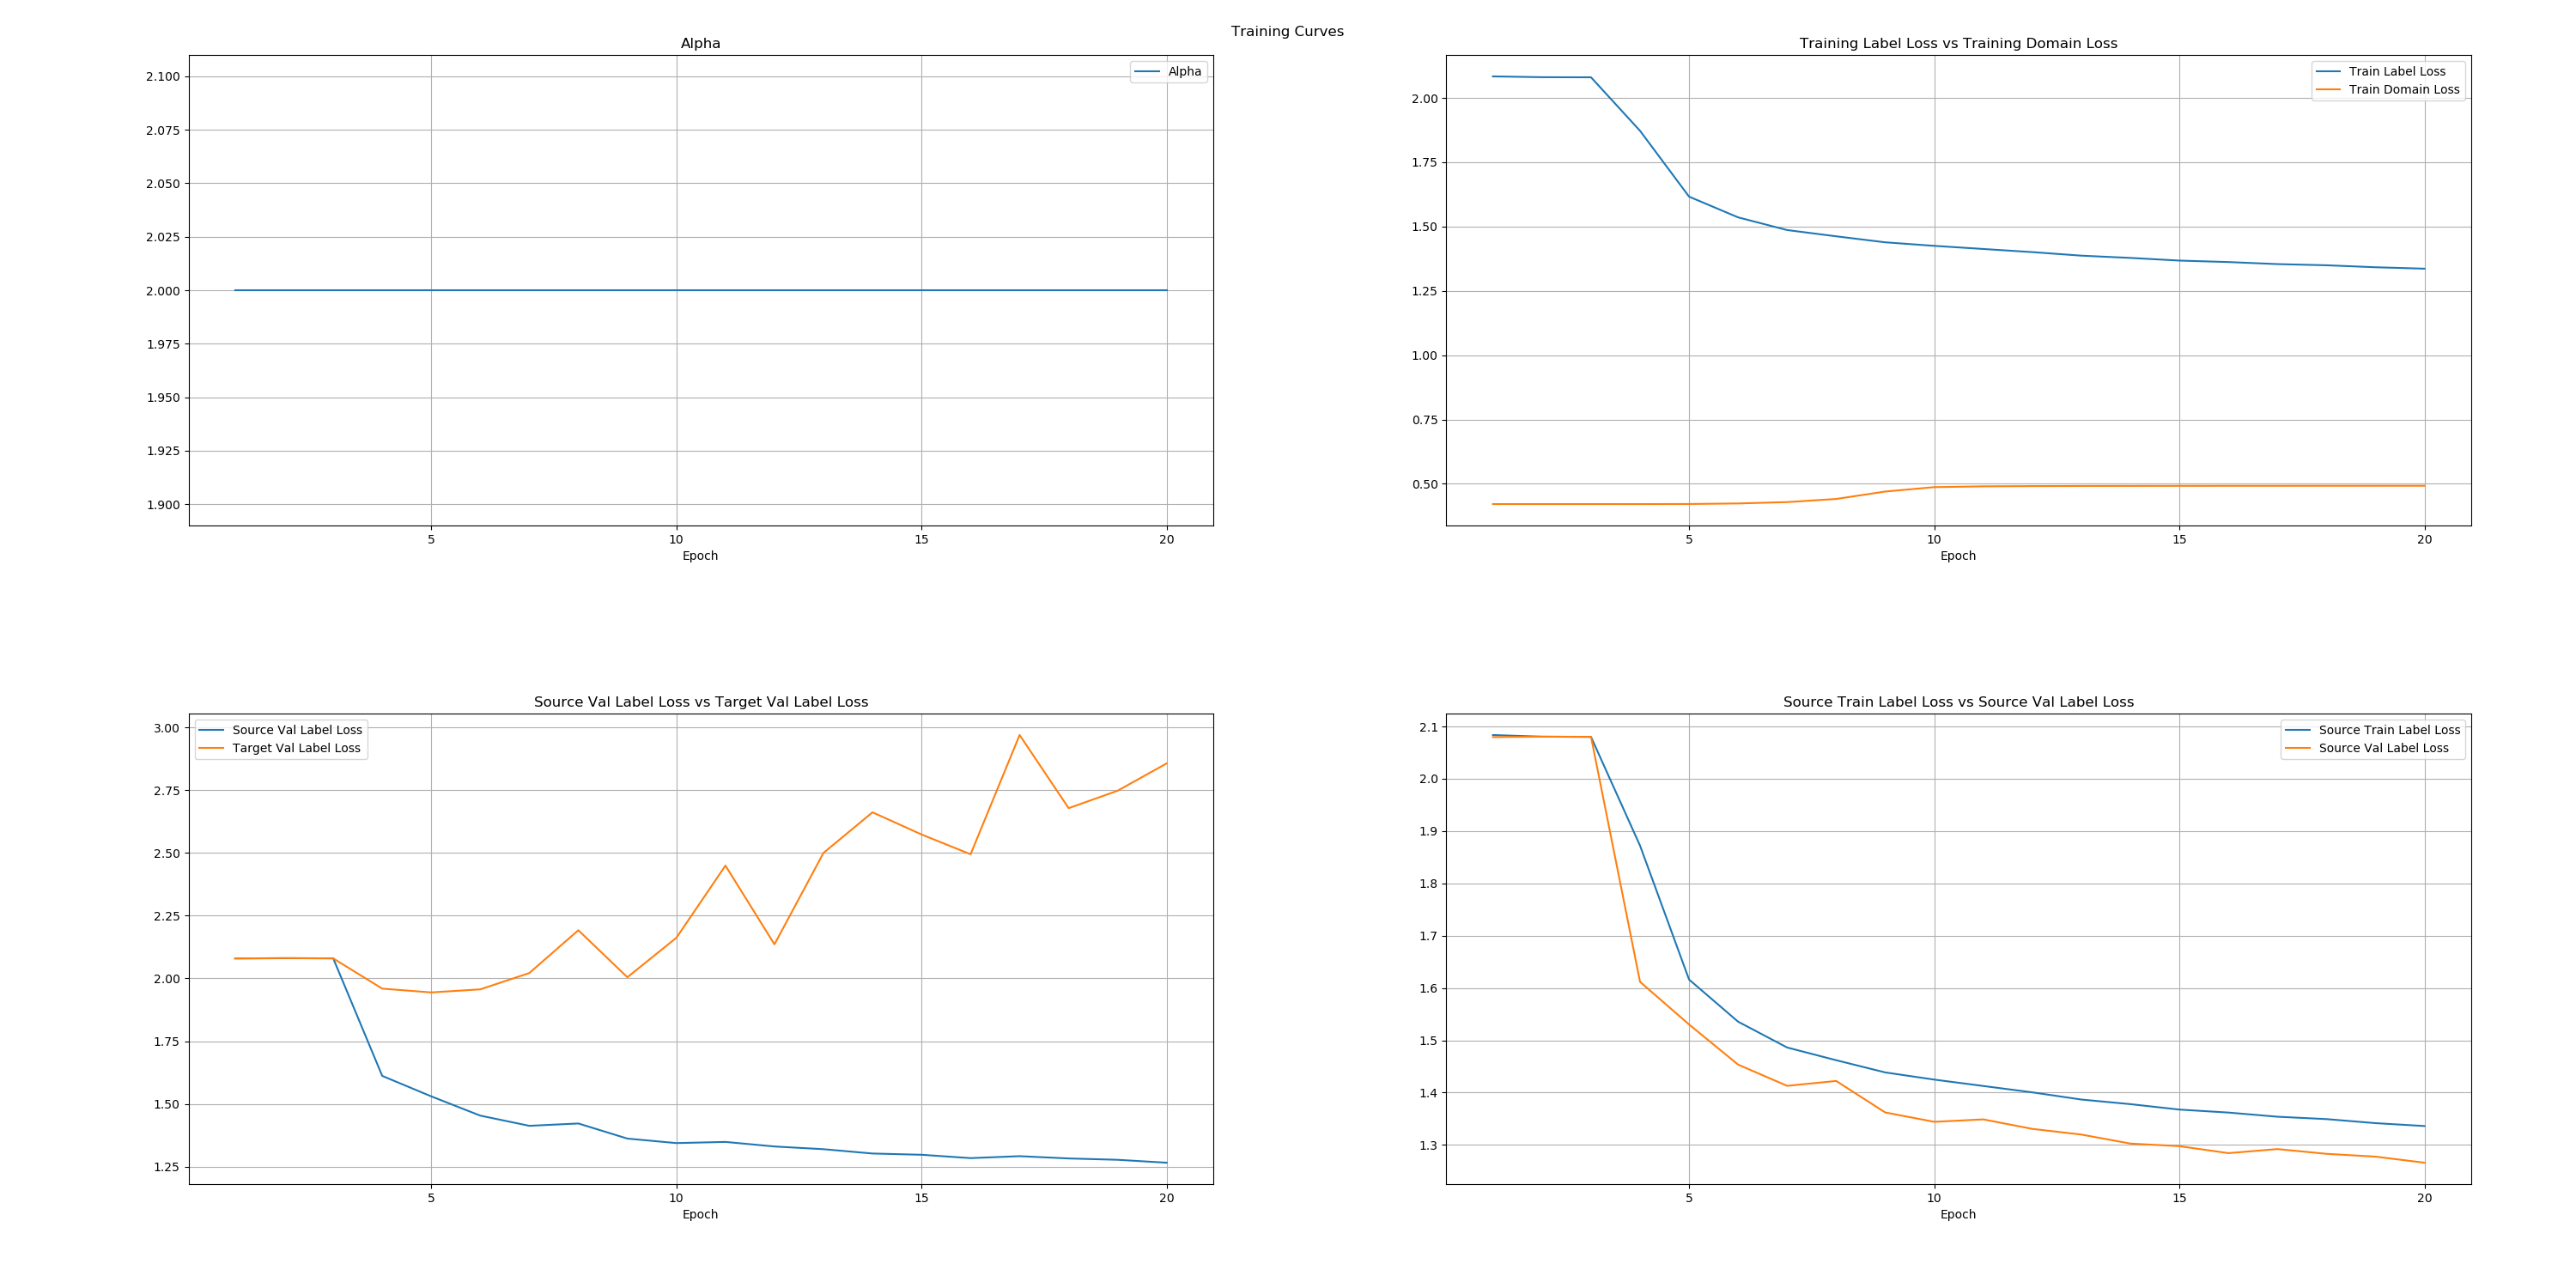 Training Curves
Alpha
Alpha
2.100
2.075
2.050
2.025
2.000
1.975
1.950
1.925
1.900
5 10 15 20
Epoch
Training Label Loss vs Training Domain Loss
Train Label Loss
Train Domain Loss
2.00
1.75
1.50
1.25
1.00
0.75
0.50
5 10 15 20
Epoch
Source Val Label Loss vs Target Val Label Loss
Source Val Label Loss
Target Val Label Loss
3.00
2.75
2.50
2.25
2.00
1.75
1.50
1.25
5 10 15 20
Epoch
Source Train Label Loss vs Source Val Label Loss
Source Train Label Loss
Source Val Label Loss
2.1
2.0
1.9
1.8
1.7
1.6
1.5
1.4
1.3
5 10 15 20
Epoch